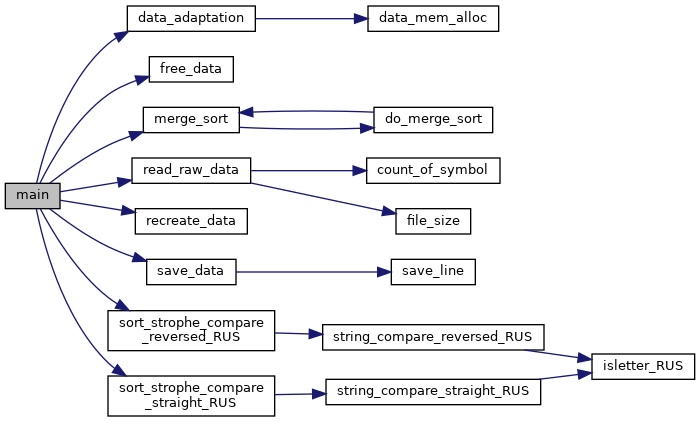 data_adaptation
data_mem_alloc
free_data
merge_sort
do_merge_sort
read_raw_data
count_of_symbol
main
recreate_data
file_size
save_data
save_line
sort_strophe_compare
_reversed_RUS
string_compare_reversed_RUS
isletter_RUS
sort_strophe_compare
_straight_RUS
string_compare_straight_RUS